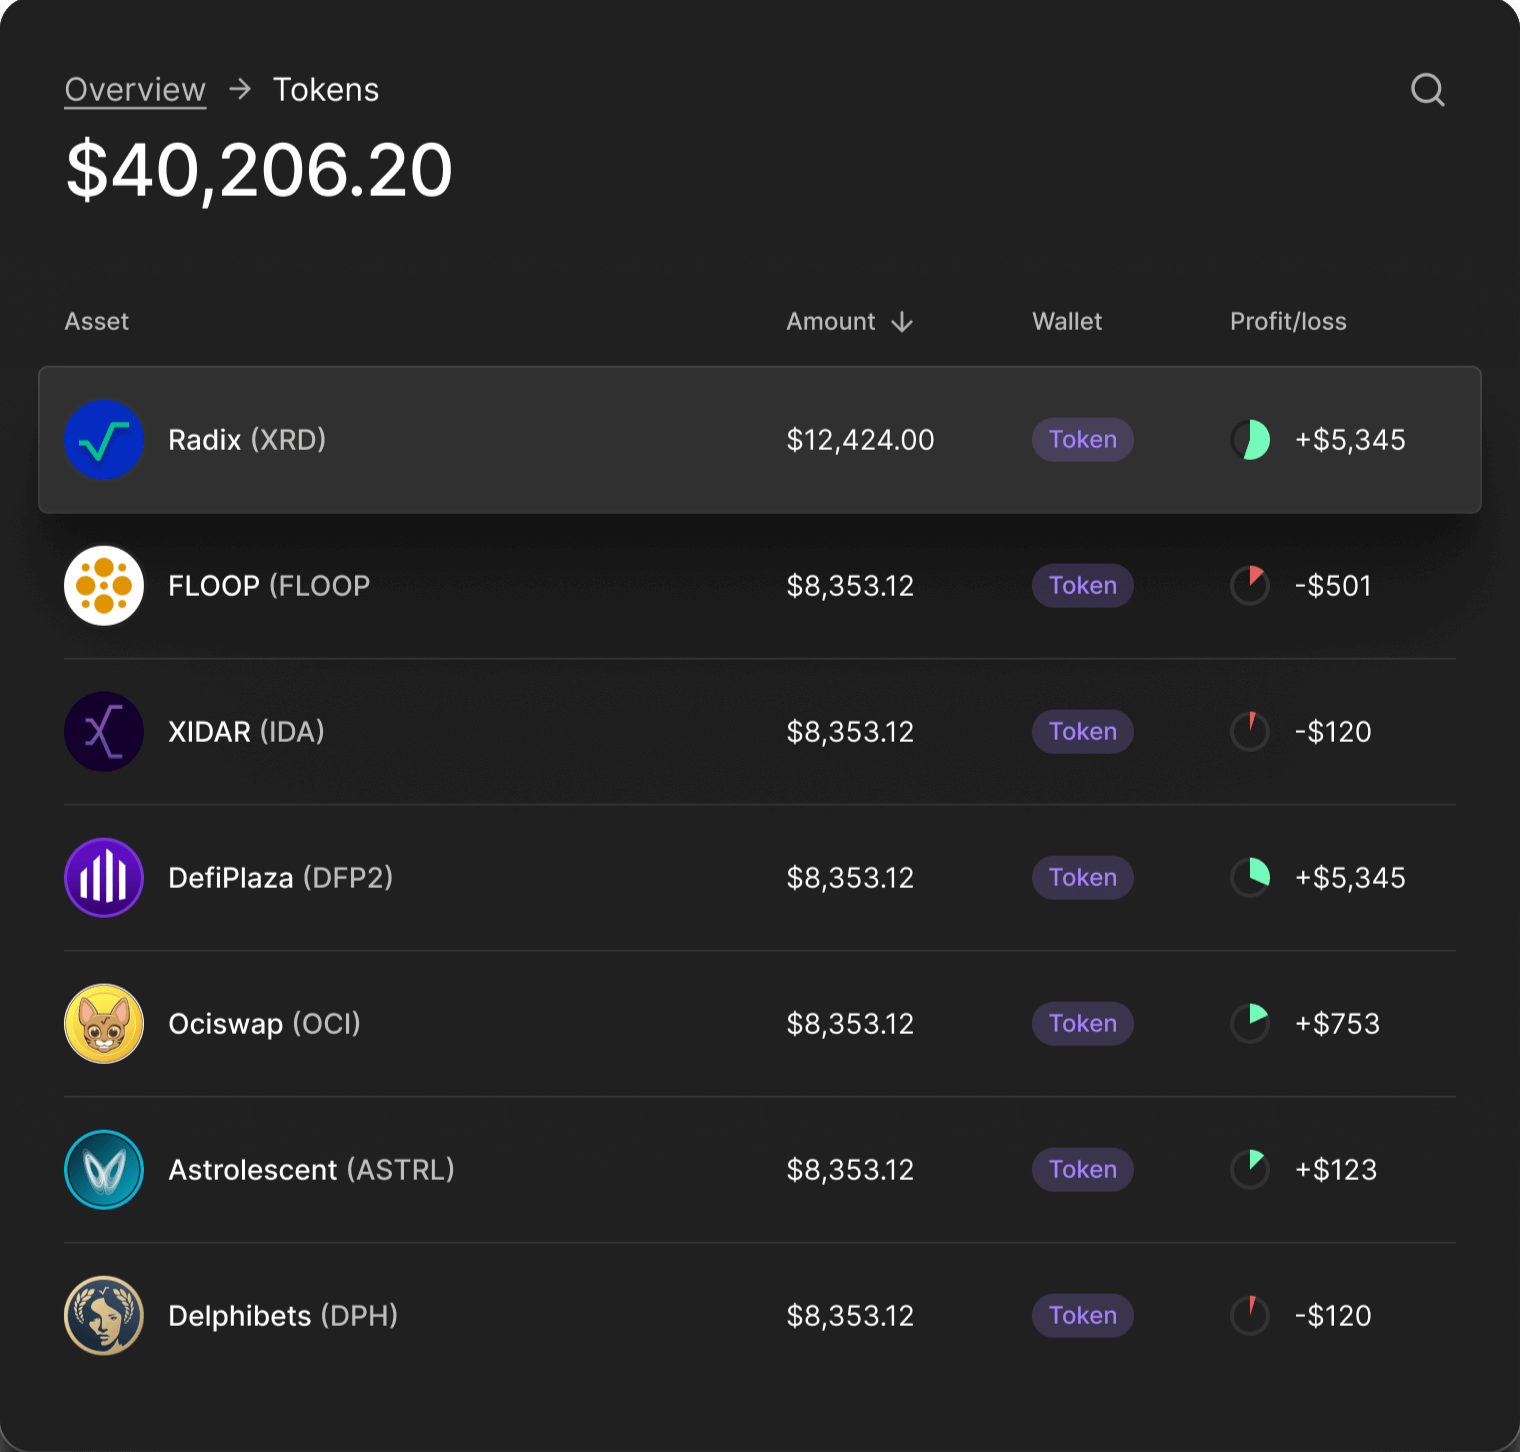 Overview → Tokens
$40,206.20
Asset Amount ↓ Wallet Profit/loss
Radix (XRD) $12,424.00 Token +$5,345
FLOOP (FLOOP $8,353.12 Token -$501
XIDAR (IDA) $8,353.12 Token -$120
DefiPlaza (DFP2) $8,353.12 Token +$5,345
Ociswap (OCI) $8,353.12 Token +$753
Astrolescent (ASTRL) $8,353.12 Token +$123
Delphibets (DPH) $8,353.12 Token -$120